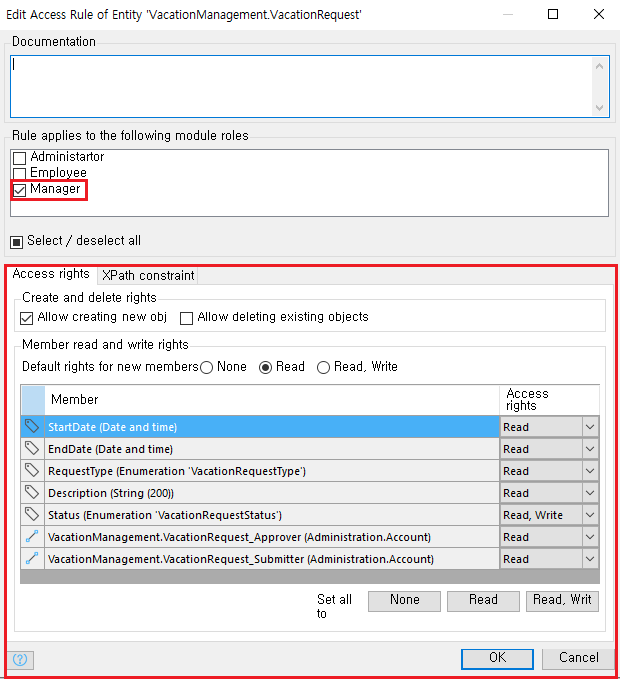 Edit Access Rule of Entity 'VacationManagement.VacationRequest'
Documentation
Rule applies to the following module roles
Administartor
Employee
Manager
Select / deselect all
Access rights XPath constraint
Create and delete rights
Allow creating new obj Allow deleting existing objects
Member read and write rights
Default rights for new members None Read Read, Write
Member Access rights
StartDate (Date and time) Read
EndDate (Date and time) Read
RequestType (Enumeration 'VacationRequestType') Read
Description (String (200)) Read
Status (Enumeration 'VacationRequestStatus') Read, Write
VacationManagement.VacationRequest_Approver (Administration.Account) Read
VacationManagement.VacationRequest_Submitter (Administration.Account) Read
Set all to None Read Read, Writ
? OK Cancel